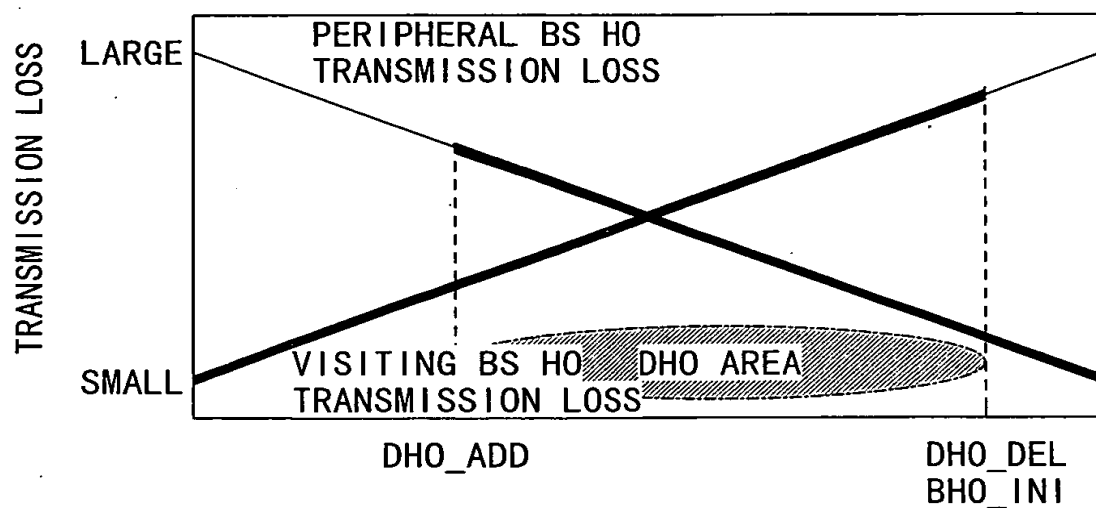 TRANSMISSION LOSS
LARGE
PERIPHERAL BS HO
TRANSMISSION LOSS
SMALL
VISITING BS HO
TRANSMISSION LOSS
DHO AREA
DHO_ADD
DHO_DEL
BHO_INI